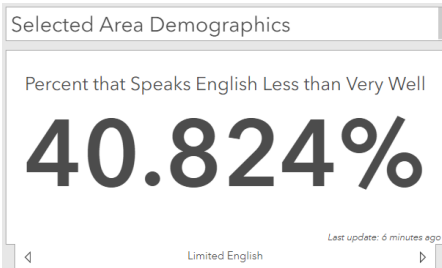 Selected Area Demographics
Percent that Speaks English Less than Very Well
40.824%
Last update: 6 minutes ago
Limited English